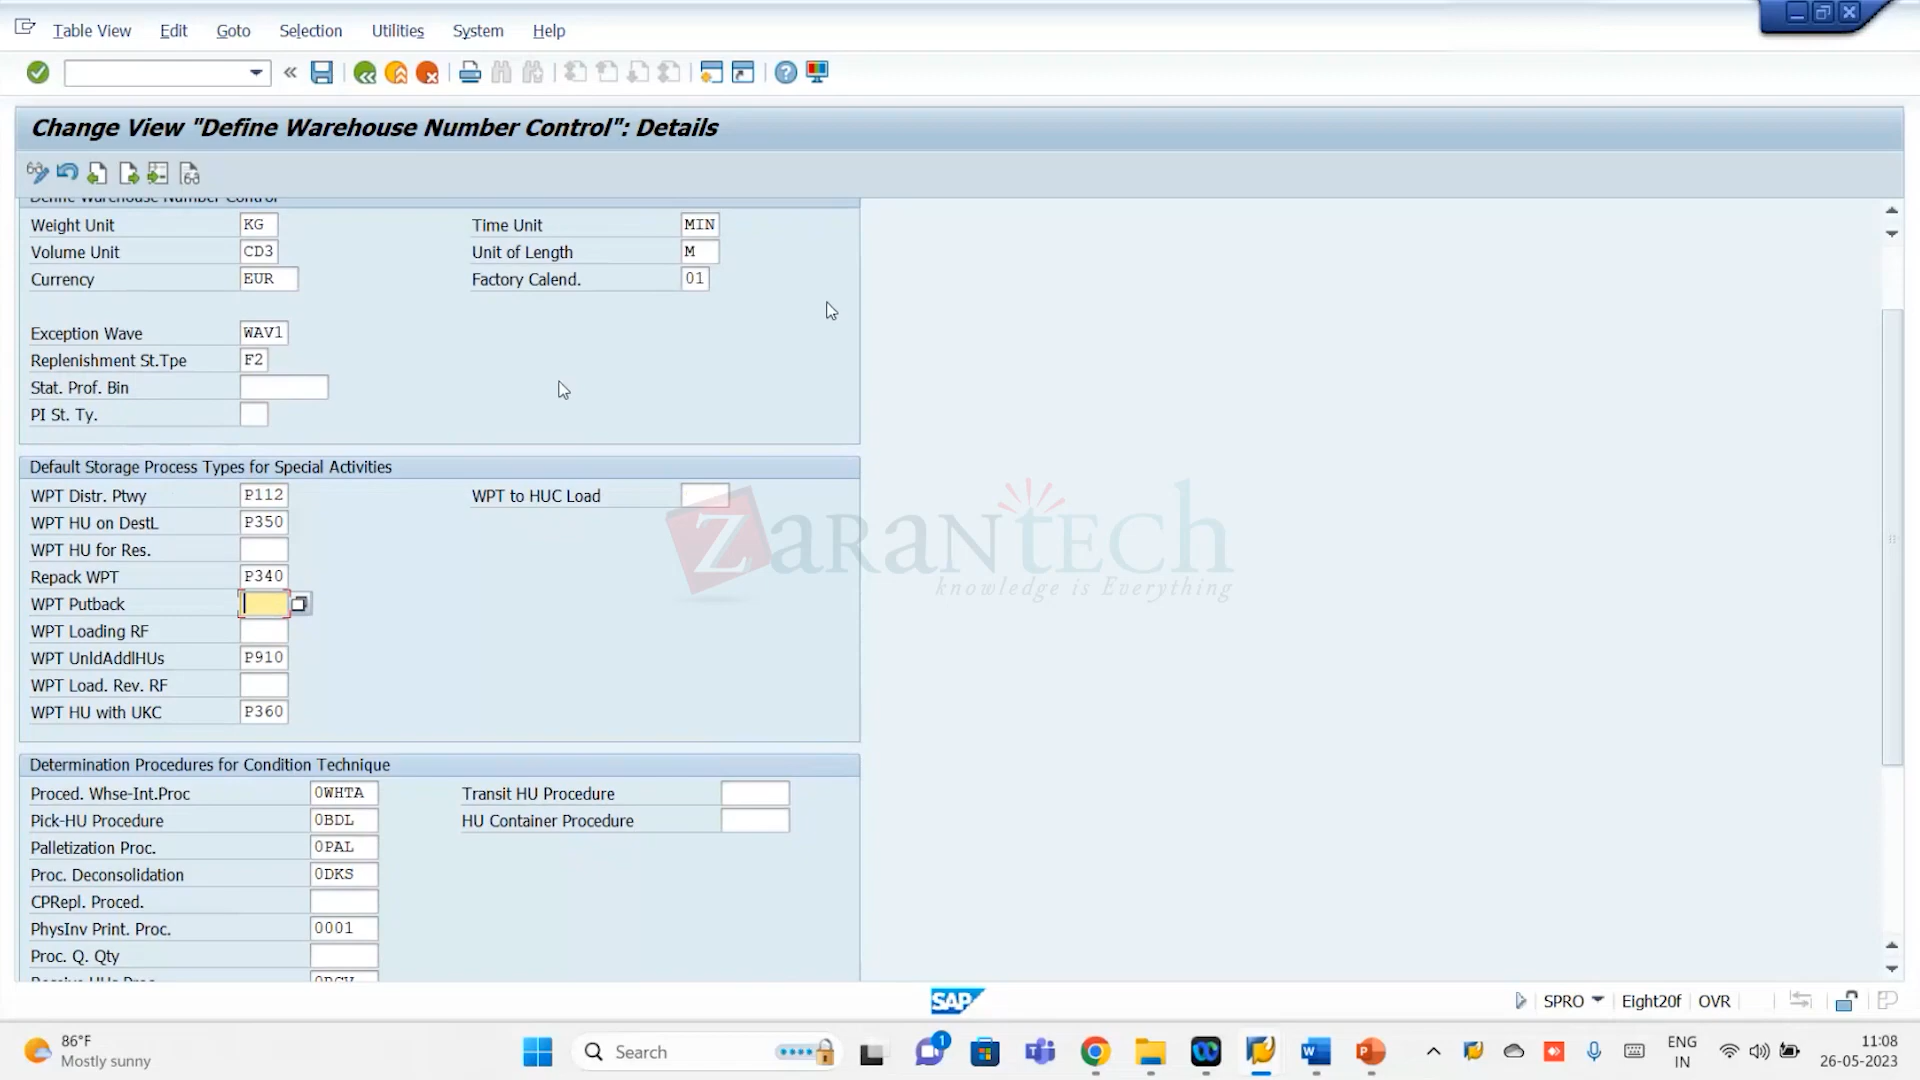 Table View Edit Goto Selection Utilities System Help
Change View "Define Warehouse Number Control": Details
Define Warehouse Number Control
Weight Unit KG Time Unit MIN
Volume Unit CD3 Unit of Length M
Currency EUR Factory Calend. 01
Exception Wave WAV1
Replenishment St.Tpe F2
Stat. Prof. Bin
PI St. Ty.
Default Storage Process Types for Special Activities
WPT Distr. Ptwy P112 WPT to HUC Load
WPT HU on DestL P350
WPT HU for Res.
Repack WPT P340
WPT Putback
WPT Loading RF
WPT UnldAddlHUs P910
WPT Load. Rev. RF
WPT HU with UKC P360
ZaranTech
knowledge is Everything
Determination Procedures for Condition Technique
Proced. Whse-Int.Proc 0WHTA Transit HU Procedure
Pick-HU Procedure 0BDL HU Container Procedure
Palletization Proc. 0PAL
Proc. Deconsolidation 0DKS
CPRepl. Proced.
PhysInv Print. Proc. 0001
Proc. Q. Qty
SAP
SPRO Eight20f OVR
86°F
Mostly sunny
Search
1
ENG
IN
11:08
26-05-2023